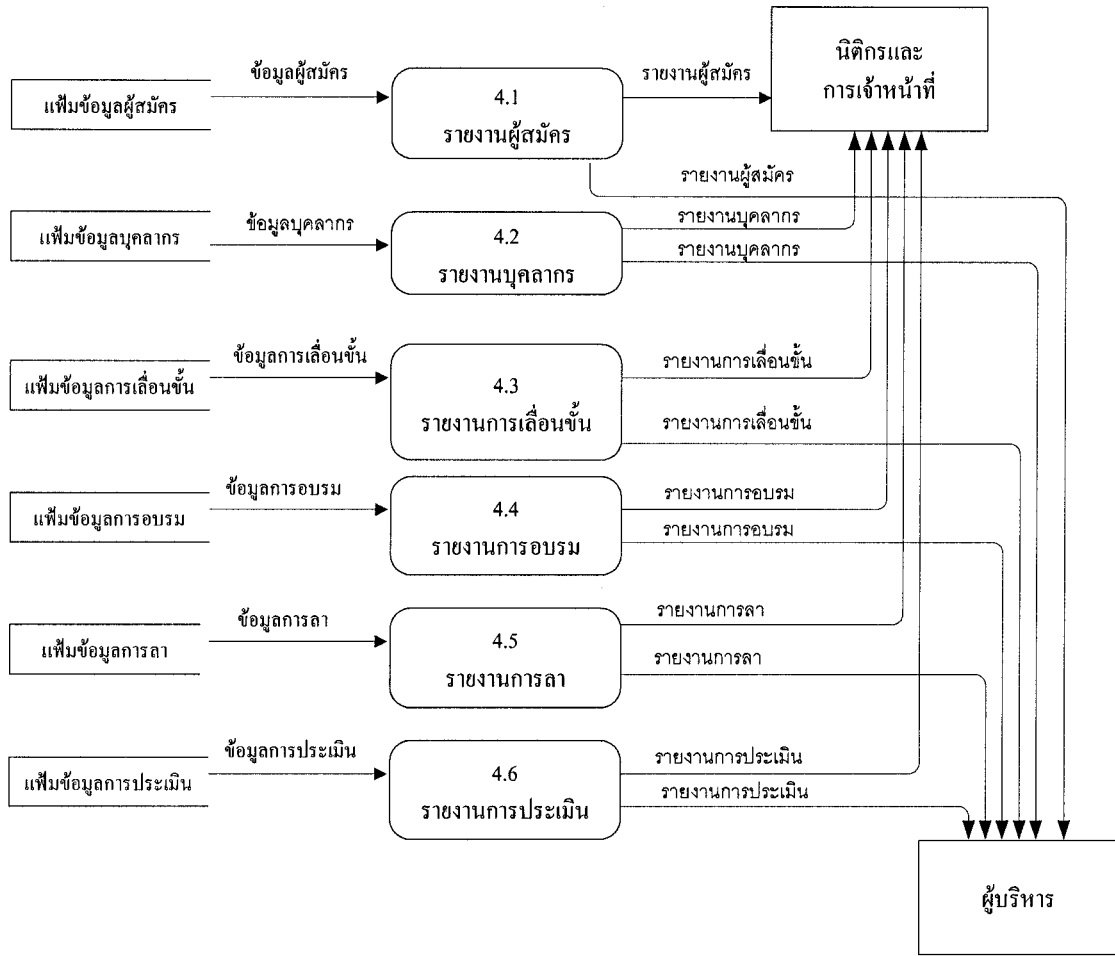 นิติกรและ
การเจ้าหน้าที่
แฟ้มข้อมูลผู้สมัคร
ข้อมูลผู้สมัคร
4.1
รายงานผู้สมัคร
รายงานผู้สมัคร
รายงานผู้สมัคร
แฟ้มข้อมูลบุคลากร
ข้อมูลบุคลากร
4.2
รายงานบุคลากร
รายงานบุคลากร
รายงานบุคลากร
แฟ้มข้อมูลการเลื่อนขั้น
ข้อมูลการเลื่อนขั้น
4.3
รายงานการเลื่อนขั้น
รายงานการเลื่อนขั้น
รายงานการเลื่อนขั้น
แฟ้มข้อมูลการอบรม
ข้อมูลการอบรม
4.4
รายงานการอบรม
รายงานการอบรม
รายงานการอบรม
แฟ้มข้อมูลการลา
ข้อมูลการลา
4.5
รายงานการลา
รายงานการลา
รายงานการลา
แฟ้มข้อมูลการประเมิน
ข้อมูลการประเมิน
4.6
รายงานการประเมิน
รายงานการประเมิน
รายงานการประเมิน
ผู้บริหาร